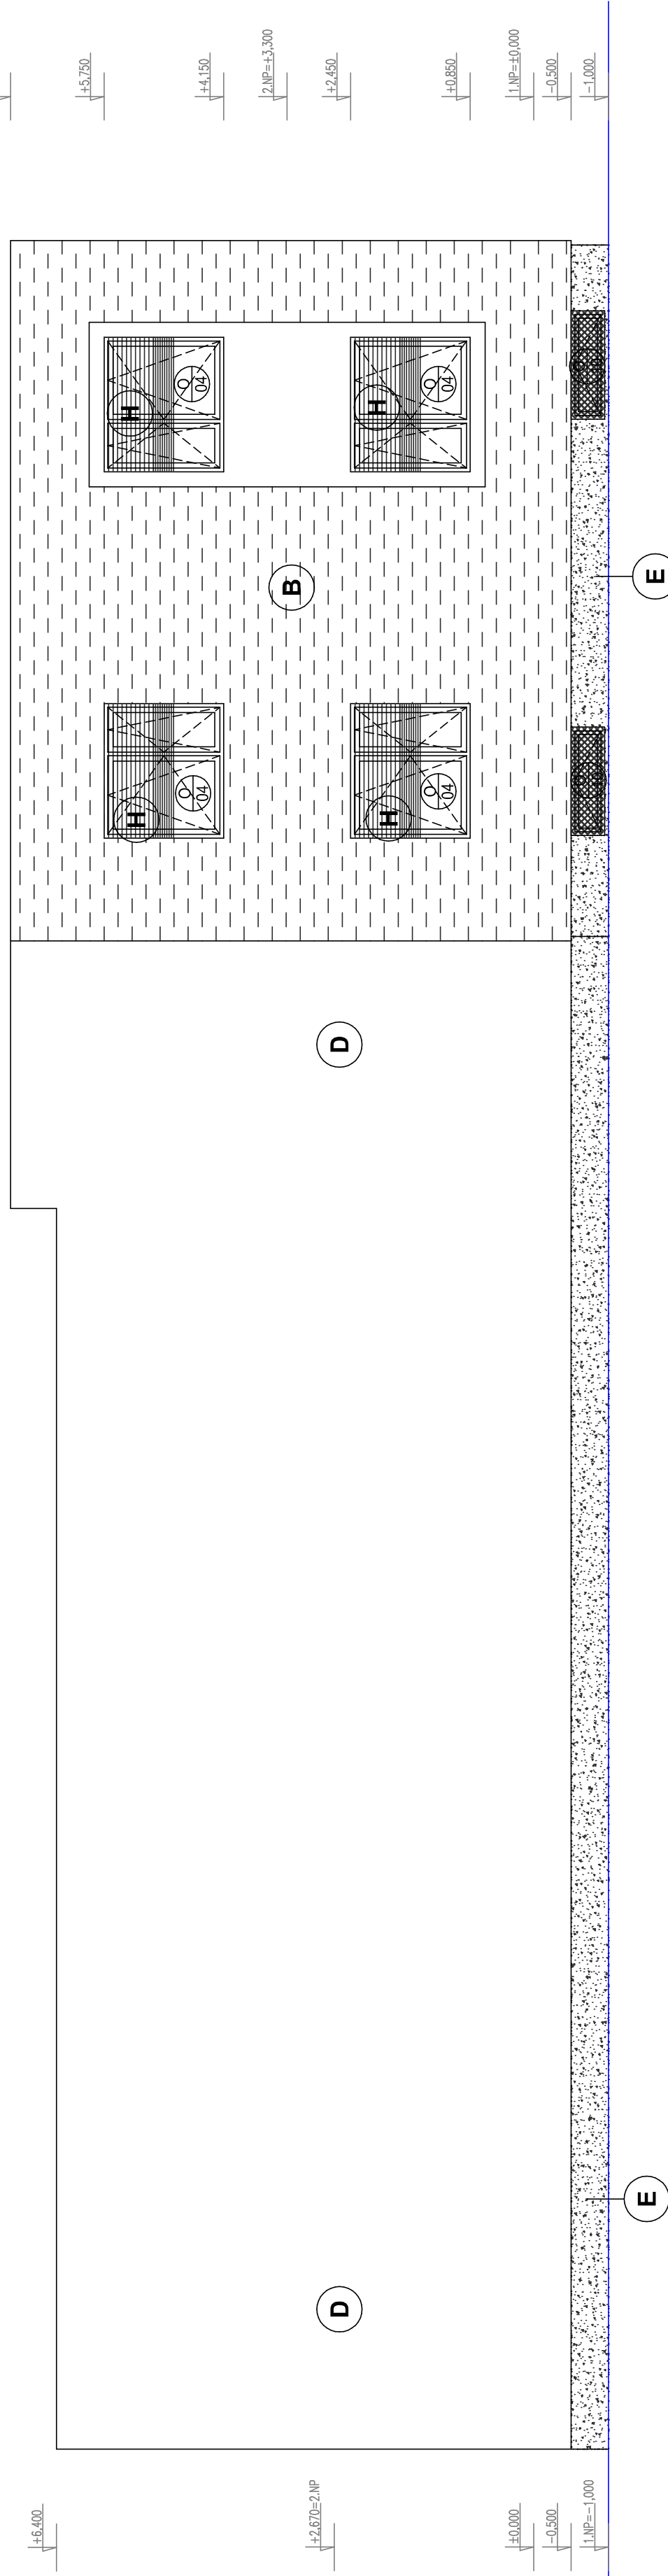 +5,750
+4,150
2.NP=+3,300
+2,450
+0,850
1.NP=±0,000
-0,500
-1,000
H
O
04
H
O
04
B
E
H
O
04
H
O
04
D
E
D
+6,400
+2,670=2.NP
±0,000
-0,500
1.NP=-1,000